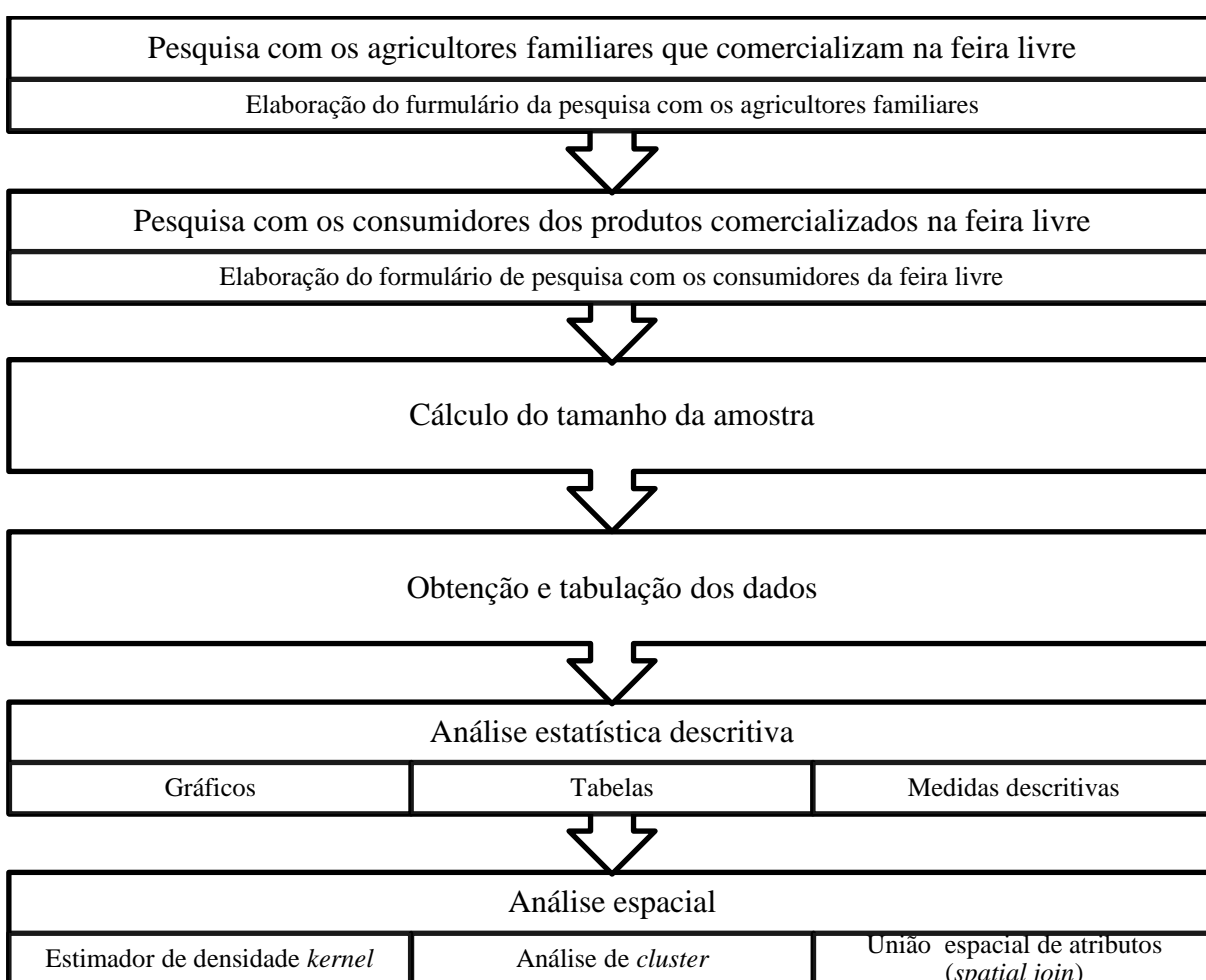 Pesquisa com os agricultores familiares que comercializam na feira livre
Elaboração do furmulário da pesquisa com os agricultores familiares
Pesquisa com os consumidores dos produtos comercializados na feira livre
Elaboração do formulário de pesquisa com os consumidores da feira livre
Cálculo do tamanho da amostra
Obtenção e tabulação dos dados
Análise estatística descritiva
Gráficos
Tabelas
Medidas descritivas
Análise espacial
Estimador de densidade kernel
Análise de cluster
União espacial de atributos
(spatial join)